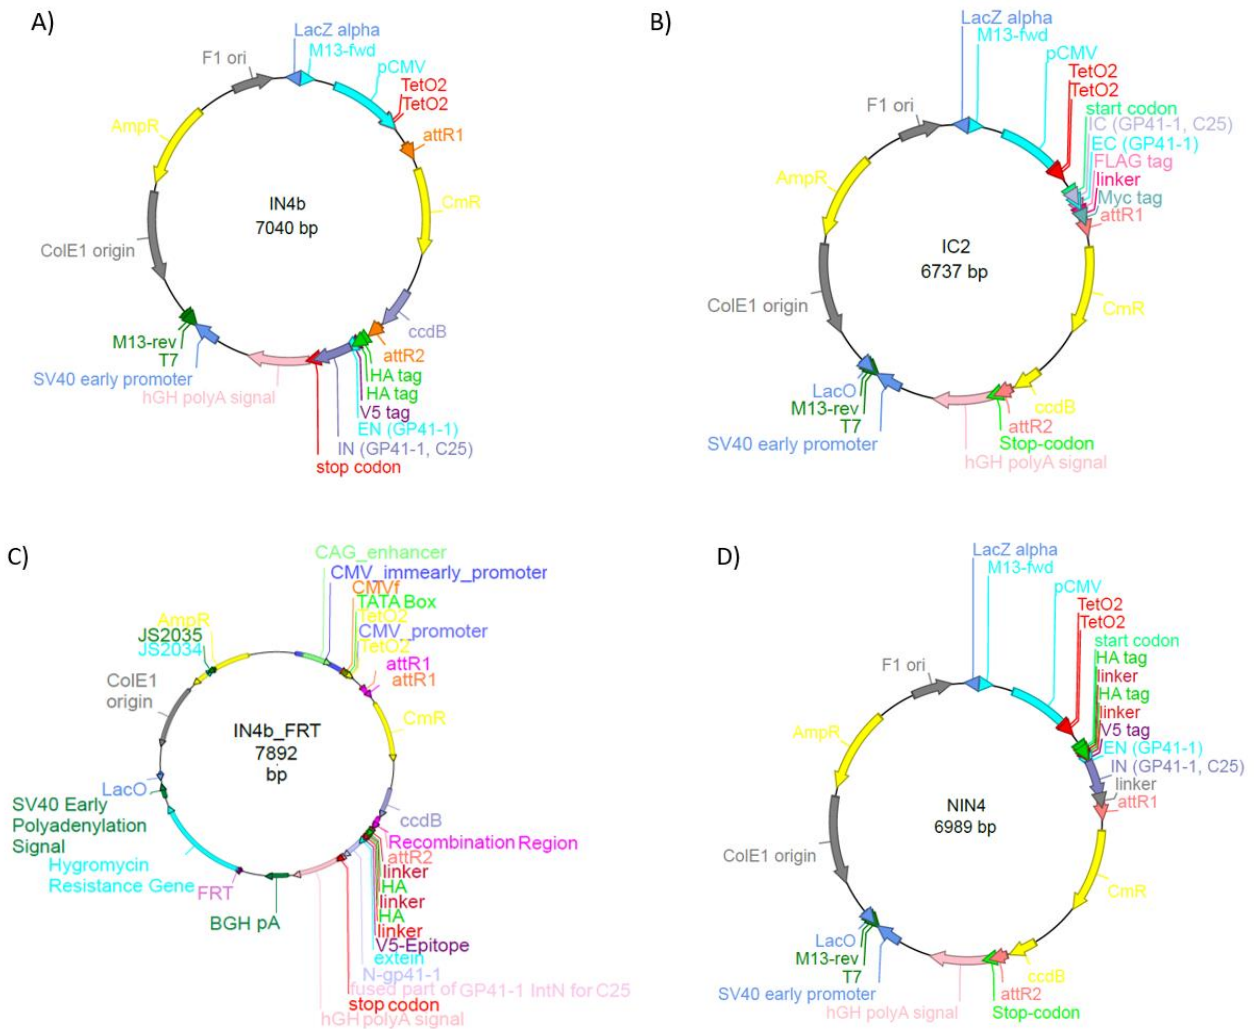 A)
LacZ alpha
M13-fwd
F1 ori
pCMV
TetO2
TetO2
AmpR
attR1
CmR
IN4b
7040 bp
ColE1 origin
ccdB
attR2
M13-rev
T7
HA tag
HA tag
SV40 early promoter
hGH polyA signal
V5 tag
EN (GP41-1)
IN (GP41-1, C25)
stop codon
B)
LacZ alpha
M13-fwd
pCMV
TetO2
TetO2
F1 ori
start codon
IC (GP41-1, C25)
EC (GP41-1)
FLAG tag
linker
Myc tag
attR1
AmpR
IC2
6737 bp
ColE1 origin
CmR
LacO
M13-rev
T7
ccdB
attR2
SV40 early promoter
Stop-codon
hGH polyA signal
C)
CAG_enhancer
CMV_immearly_promoter
CMVf
TATA Box
TetO2
CMV_promoter
TetO2
AmpR
JS2035
JS2034
attR1
attR1
ColE1
origin
CmR
IN4b_FRT
7892
bp
LacO
SV40 Early
Polyadenylation
Signal
ccdB
Recombination Region
Hygromycin
Resistance Gene
attR2
linker
FRT
HA
linker
BGH pA
HA
linker
V5-Epitope
extein
N-gp41-1
fused part of GP41-1 IntN for C25
stop codon
hGH polyA signal
D)
LacZ alpha
M13-fwd
pCMV
TetO2
TetO2
start codon
F1 ori
HA tag
linker
HA tag
linker
V5 tag
AmpR
EN (GP41-1)
IN (GP41-1, C25)
linker
attR1
NIN4
6989 bp
ColE1 origin
CmR
LacO
M13-rev
T7
ccdB
attR2
SV40 early promoter
Stop-codon
hGH polyA signal